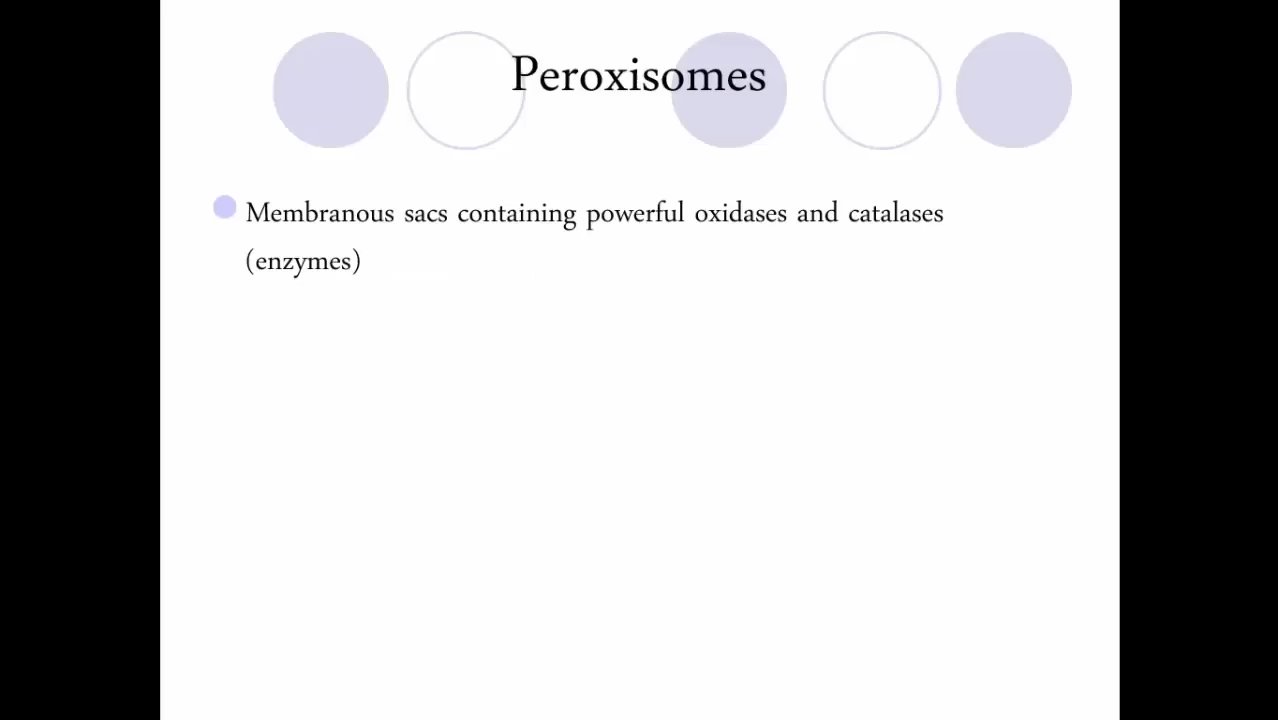 Peroxisomes
Membranous sacs containing powerful oxidases and catalases
(enzymes)